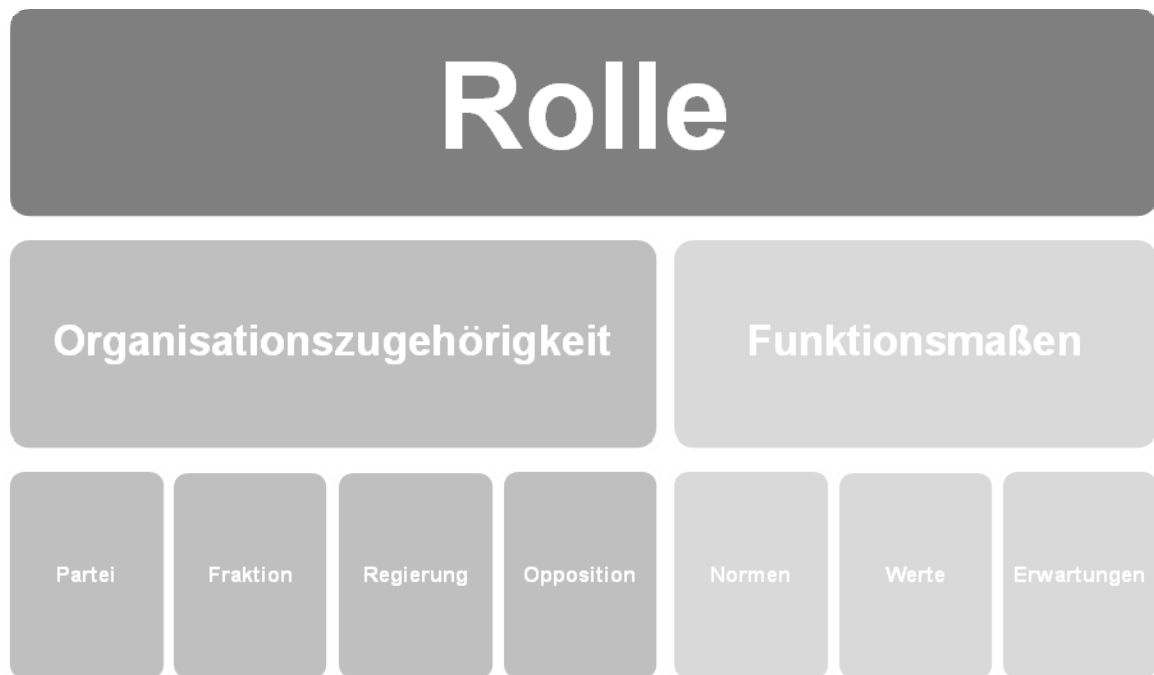 Rolle
Organisationszugehörigkeit
Funktionsmaßen
Partei
Fraktion
Regierung
Opposition
Normen
Werte
Erwartungen